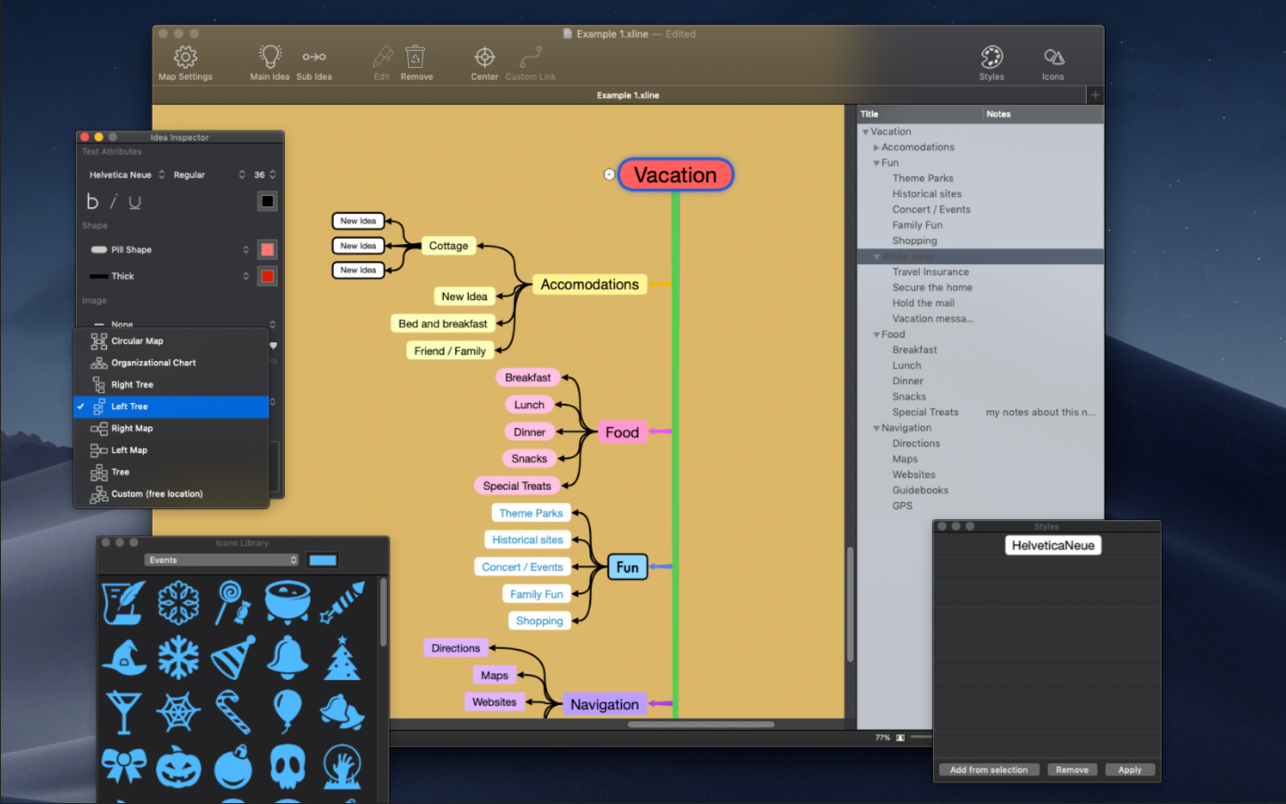 Example 1.xline — Edited
Map Settings
Main Idea
Sub Idea
Edit
Remove
Center
Custom Link
Styles
Icons
Example 1.xline
Idea Inspector
Text Attributes
Helvetica Neue
Regular
36
b i U
Shape
Pill Shape
Thick
Image
None
Circular Map
Organizational Chart
Right Tree
Left Tree
Right Map
Left Map
Tree
Custom (free location)
Vacation
New Idea
New Idea
New Idea
Cottage
Accomodations
New Idea
Bed and breakfast
Friend / Family
Breakfast
Lunch
Dinner
Snacks
Special Treats
Food
Theme Parks
Historical sites
Concert / Events
Family Fun
Shopping
Fun
Directions
Maps
Websites
Navigation
Title
Notes
Vacation
Accomodations
Fun
Theme Parks
Historical sites
Concert / Events
Family Fun
Shopping
While away
Travel Insurance
Secure the home
Hold the mail
Vacation messa...
Food
Breakfast
Lunch
Dinner
Snacks
Special Treats
my notes about this n...
Navigation
Directions
Maps
Websites
Guidebooks
GPS
77%
Icons Library
Events
Styles
HelveticaNeue
Add from selection
Remove
Apply